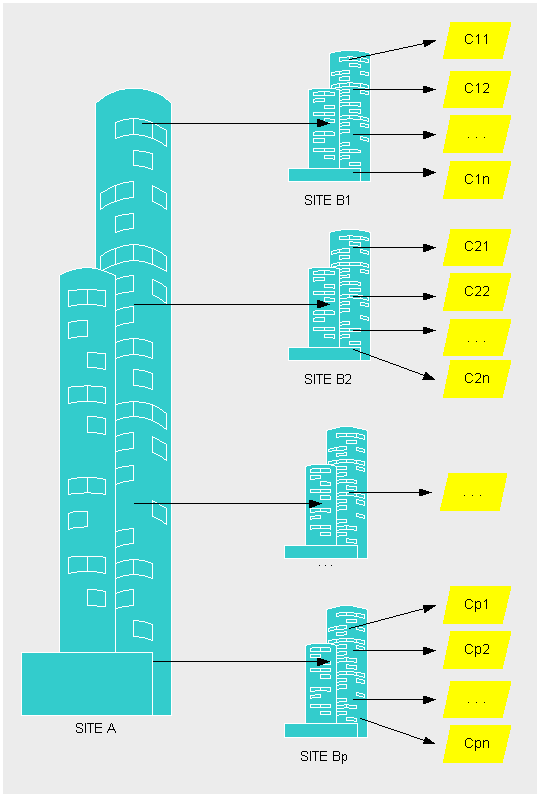 C11
C12
. . .
C1n
SITE B1
C21
C22
. . .
C2n
SITE B2
. . .
. . .
Cp1
Cp2
. . .
Cpn
SITE A
SITE Bp